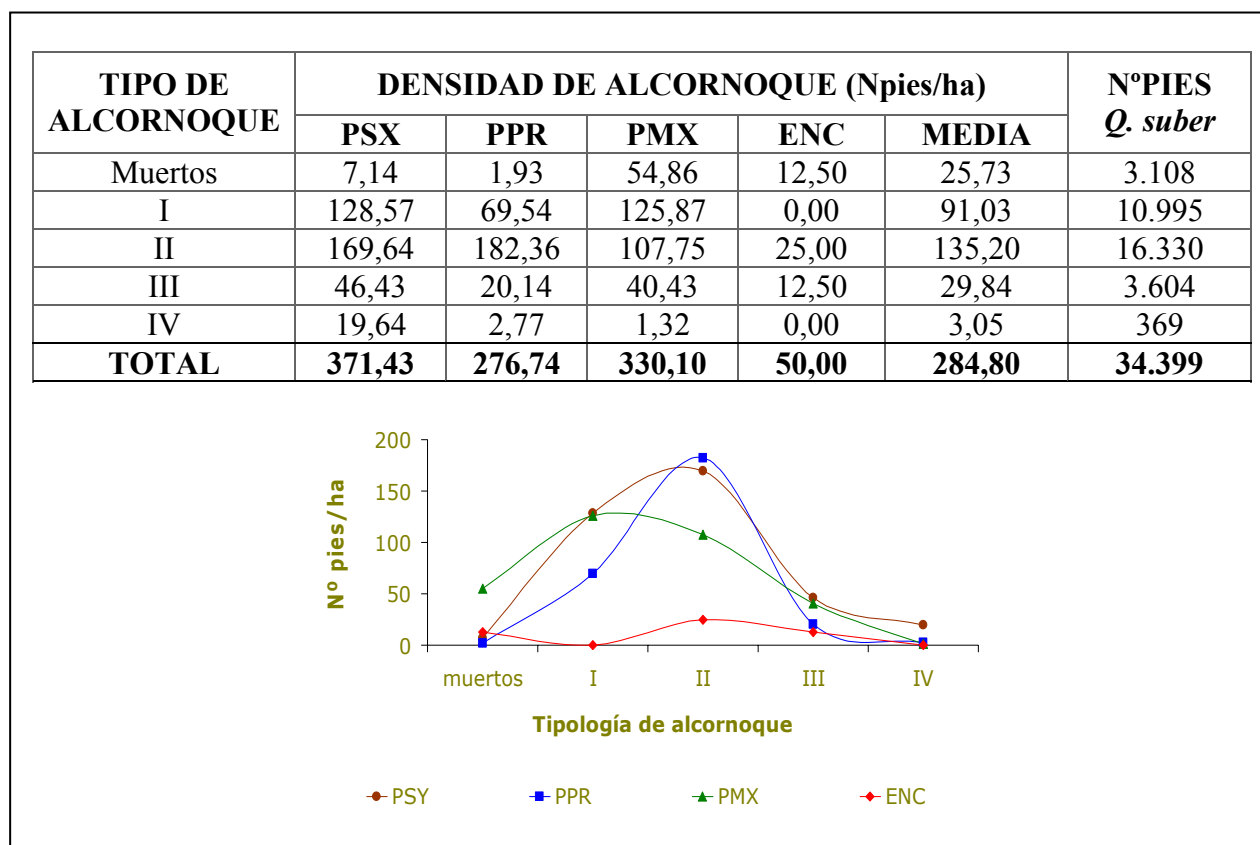 TIPO DE ALCORNOQUE DENSIDAD DE ALCORNOQUE (Npies/ha) NºPIES Q. suber
PSX PPR PMX ENC MEDIA
Muertos 7,14 1,93 54,86 12,50 25,73 3.108
I 128,57 69,54 125,87 0,00 91,03 10.995
II 169,64 182,36 107,75 25,00 135,20 16.330
III 46,43 20,14 40,43 12,50 29,84 3.604
IV 19,64 2,77 1,32 0,00 3,05 369
TOTAL 371,43 276,74 330,10 50,00 284,80 34.399
Nº pies/ha
200
150
100
50
0
muertos I II III IV
Tipología de alcornoque
PSY PPR PMX ENC